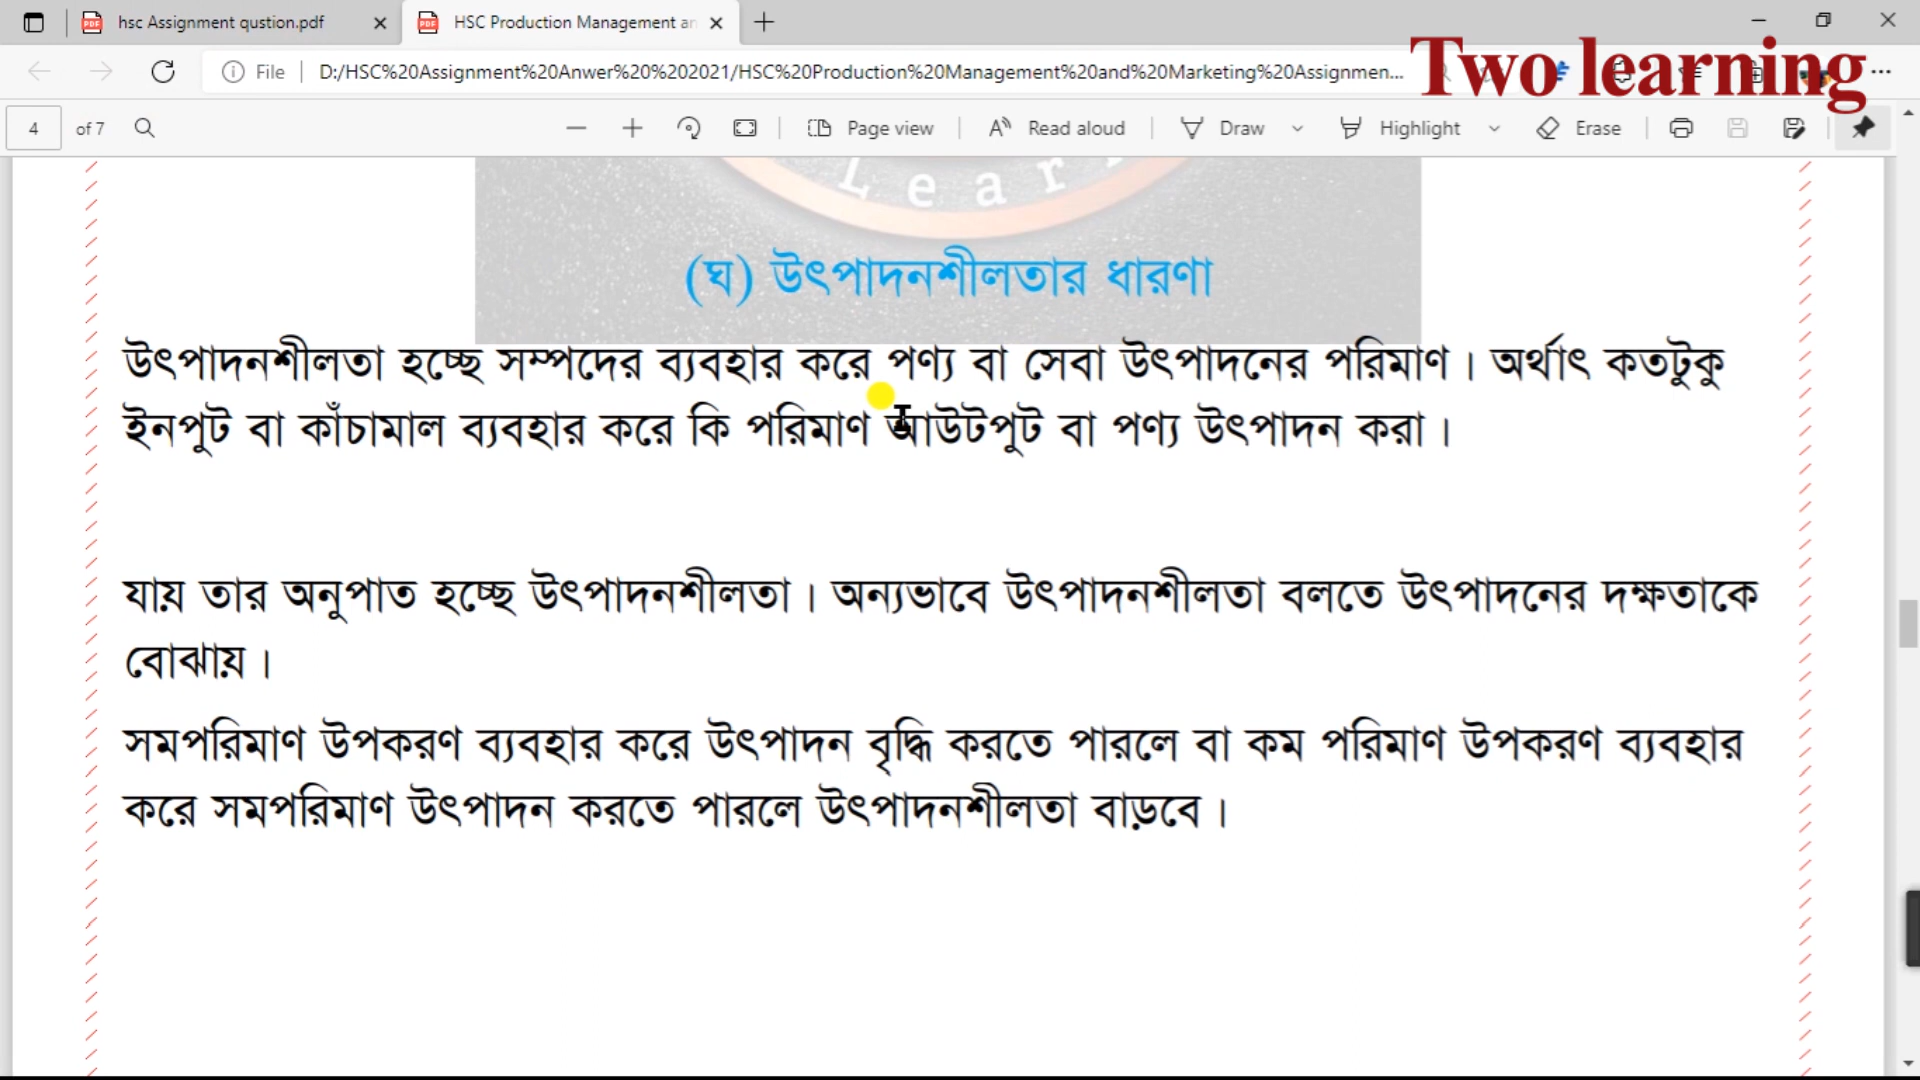 hsc Assignment qustion.pdf
HSC Production Management an
File
D:/HSC%20Assignment%20Anwer%20%202021/HSC%20Production%20Management%20and%20Marketing%20Assignmen...
Two learning
4 of 7
Page view
Read aloud
Draw
Highlight
Erase
Lear
(ঘ) উৎপাদনশীলতার ধারণা
উৎপাদনশীলতা হচ্ছে সম্পদের ব্যবহার করে পণ্য বা সেবা উৎপাদনের পরিমাণ। অর্থাৎ কতটুকু
ইনপুট বা কাঁচামাল ব্যবহার করে কি পরিমাণ আউটপুট বা পণ্য উৎপাদন করা।
যায় তার অনুপাত হচ্ছে উৎপাদনশীলতা। অন্যভাবে উৎপাদনশীলতা বলতে উৎপাদনের দক্ষতাকে
বোঝায়।
সমপরিমাণ উপকরণ ব্যবহার করে উৎপাদন বৃদ্ধি করতে পারলে বা কম পরিমাণ উপকরণ ব্যবহার
করে সমপরিমাণ উৎপাদন করতে পারলে উৎপাদনশীলতা বাড়বে।